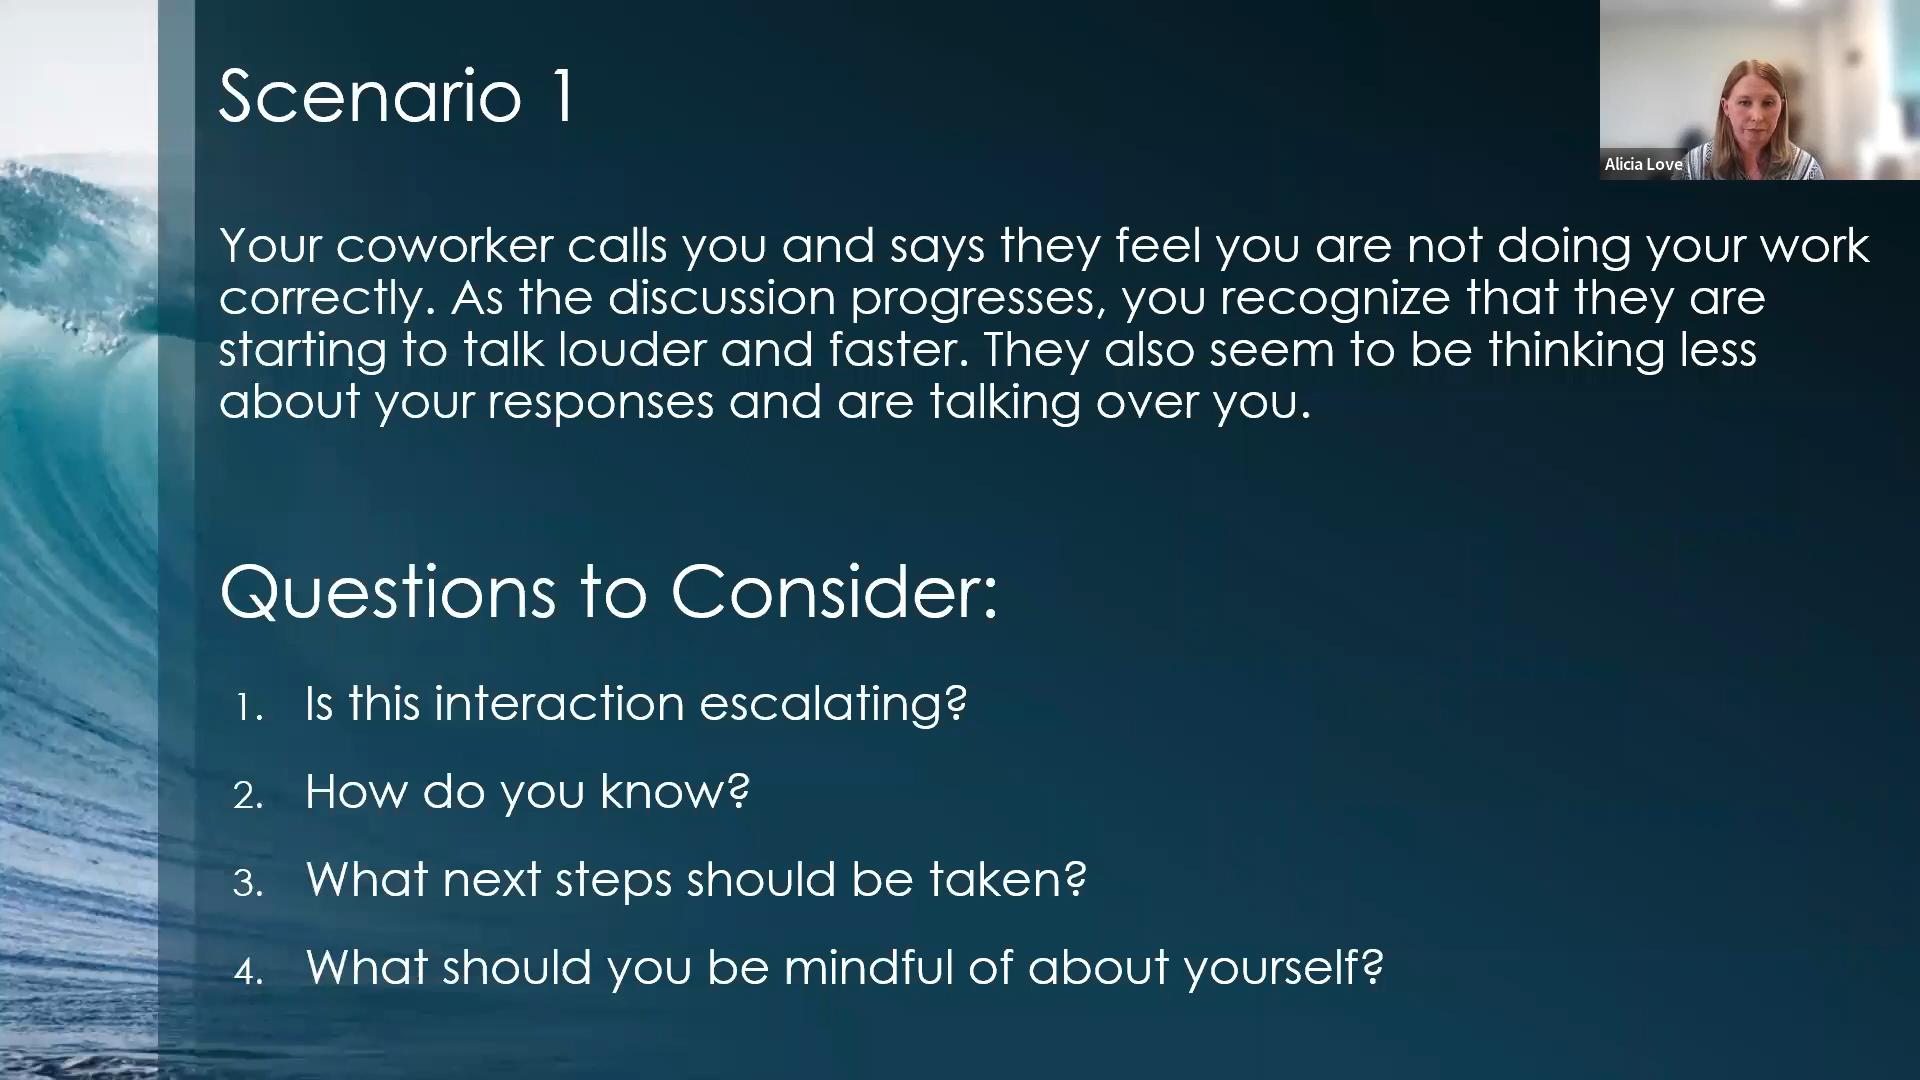 Scenario 1
Alicia Love
Your coworker calls you and says they feel you are not doing your work
correctly. As the discussion progresses, you recognize that they are
starting to talk louder and faster. They also seem to be thinking less
about your responses and are talking over you.
Questions to Consider:
1. Is this interaction escalating?
2. How do you know?
3. What next steps should be taken?
4. What should you be mindful of about yourself?